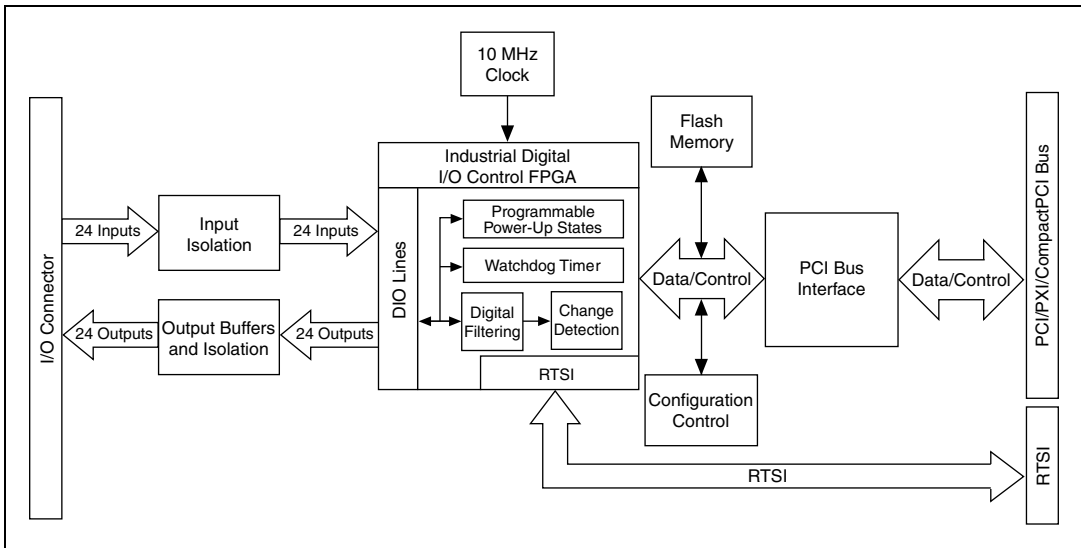 10 MHz
Clock
I/O Connector
24 Inputs
Input
Isolation
24 Inputs
24 Outputs
Output Buffers
and Isolation
24 Outputs
Industrial Digital
I/O Control FPGA
DIO Lines
Programmable
Power-Up States
Watchdog Timer
Digital
Filtering
Change
Detection
RTSI
Flash
Memory
Data/Control
Configuration
Control
PCI Bus
Interface
Data/Control
PCI/PXI/CompactPCI Bus
RTSI
RTSI